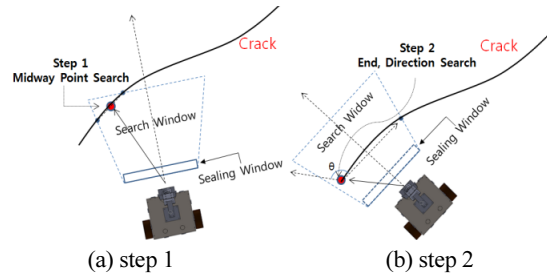 Step 1
Midway Point Search
Crack
Search Window
Sealing Window
(a) step 1
Step 2
End, Direction Search
Crack
Search Widow
Sealing Window
θ
(b) step 2